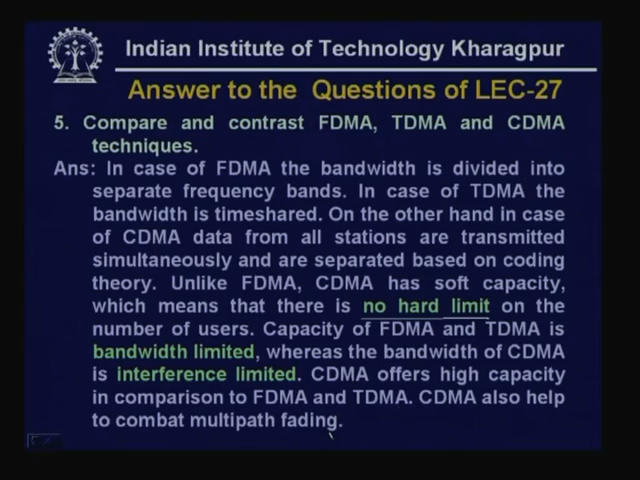 Indian Institute of Technology Kharagpur
Answer to the Questions of LEC-27
5. Compare and contrast FDMA, TDMA and CDMA
techniques.
Ans: In case of FDMA the bandwidth is divided into
separate frequency bands. In case of TDMA the
bandwidth is timeshared. On the other hand in case
of CDMA data from all stations are transmitted
simultaneously and are separated based on coding
theory. Unlike FDMA, CDMA has soft capacity,
which means that there is no hard limit on the
number of users. Capacity of FDMA and TDMA is
bandwidth limited, whereas the bandwidth of CDMA
is interference limited. CDMA offers high capacity
in comparison to FDMA and TDMA. CDMA also help
to combat multipath fading.